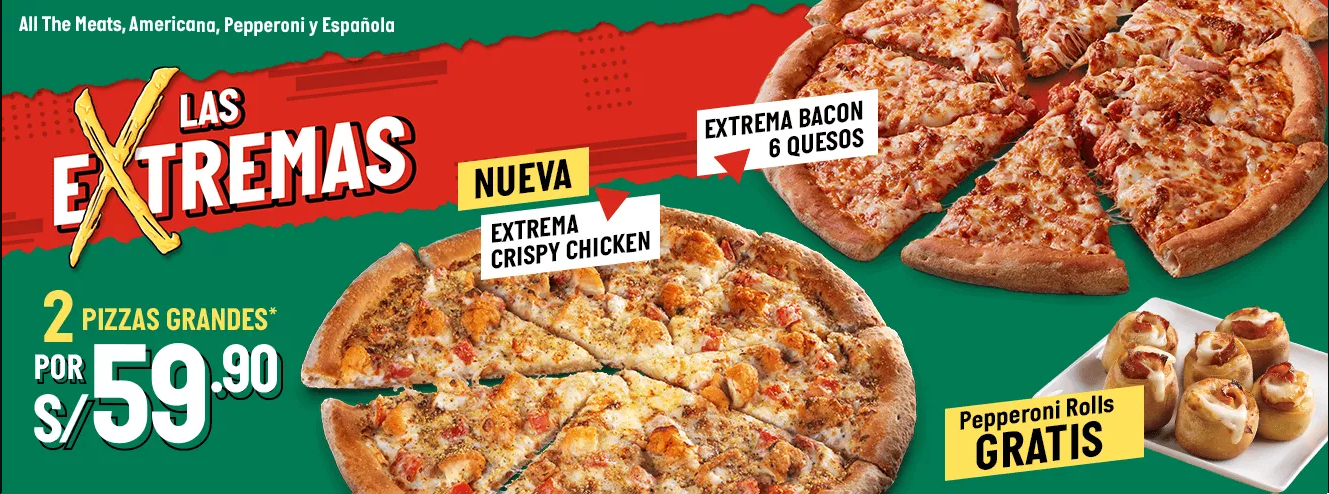 All The Meats, Americana, Pepperoni y Española
LAS
EXTREMAS
EXTREMA BACON
6 QUESOS
NUEVA
EXTREMA
CRISPY CHICKEN
2 PIZZAS GRANDES*
POR
S/59.90
Pepperoni Rolls
GRATIS